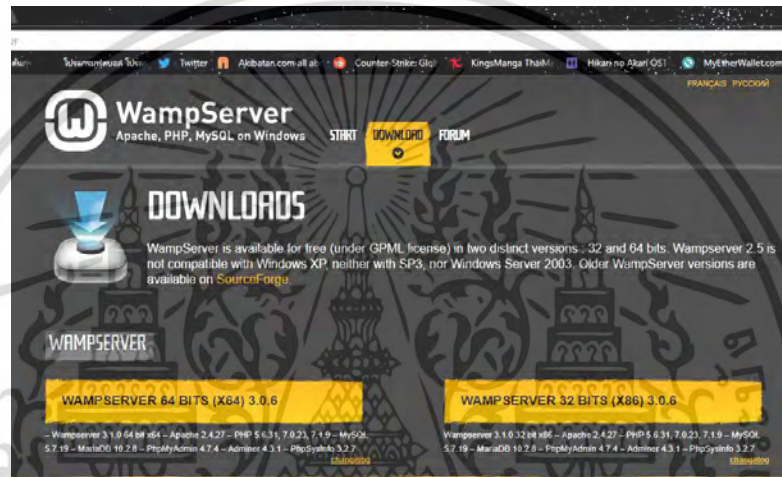 Twitter Akibatan.com-all ab Counter-Strike: Glob KingsManga ThaiM Hikari no Akari OST MyEtherWallet.com
FRANÇAIS РУССКИЙ
WampServer
Apache, PHP, MySQL on Windows
START DOWNLOAD FORUM
DOWNLOADS
WampServer is available for free (under GPML license) in two distinct versions : 32 and 64 bits. Wampserver 2.5 is
not compatible with Windows XP, neither with SP3, nor Windows Server 2003. Older WampServer versions are
available on SourceForge.
WAMPSERVER
WAMPSERVER 64 BITS (X64) 3.0.6 WAMPSERVER 32 BITS (X86) 3.0.6
– Wampserver 3.1.0 64 bit x64 – Apache 2.4.27 – PHP 5.6.31, 7.0.23, 7.1.9 – MySQL
5.7.19 – MariaDB 10.2.8 – PhpMyAdmin 4.7.4 – Adminer 4.3.1 – PhpSysInfo 3.2.7
changelog
Wampserver 3.1.0 32 bit x86 – Apache 2.4.27 – PHP 5.6.31, 7.0.23, 7.1.9 – MySQL
5.7.19 – MariaDB 10.2.8 – PhpMyAdmin 4.7.4 – Adminer 4.3.1 – PhpSysInfo 3.2.7
changelog